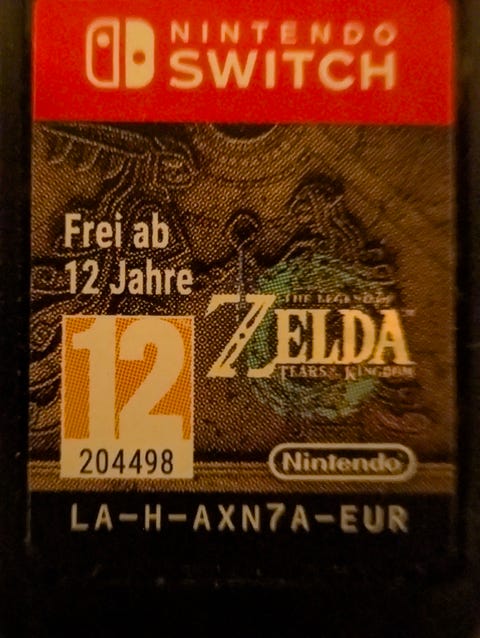 NINTENDO
SWITCH
Frei ab
12 Jahre
THE LEGEND OF
ZELDA
TEARS OF THE KINGDOM
12
204498
Nintendo
LA-H-AXN7A-EUR